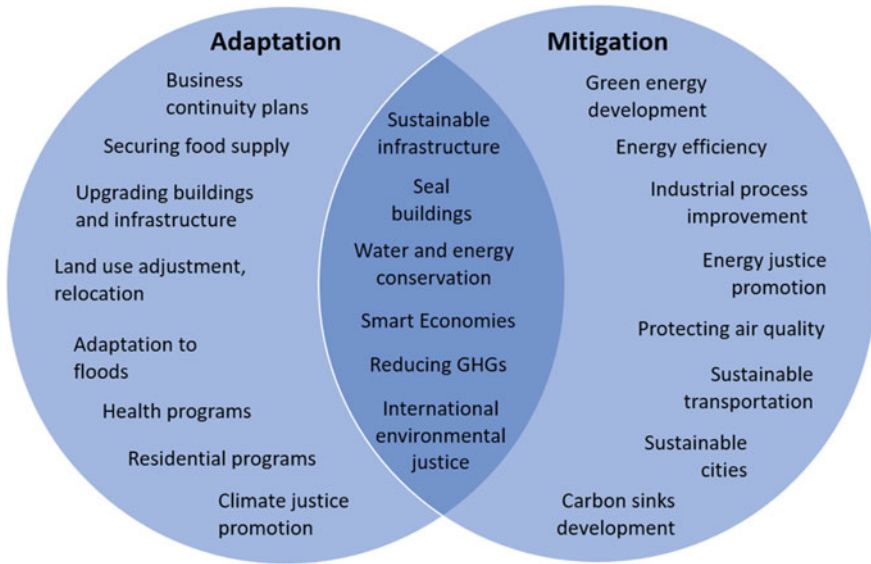 Adaptation
Business
continuity plans
Securing food supply
Upgrading buildings
and infrastructure
Land use adjustment,
relocation
Adaptation to
floods
Health programs
Residential programs
Climate justice
promotion
Sustainable
infrastructure
Seal
buildings
Water and energy
conservation
Smart Economies
Reducing GHGs
International
environmental
justice
Mitigation
Green energy
development
Energy efficiency
Industrial process
improvement
Energy justice
promotion
Protecting air quality
Sustainable
transportation
Sustainable
cities
Carbon sinks
development